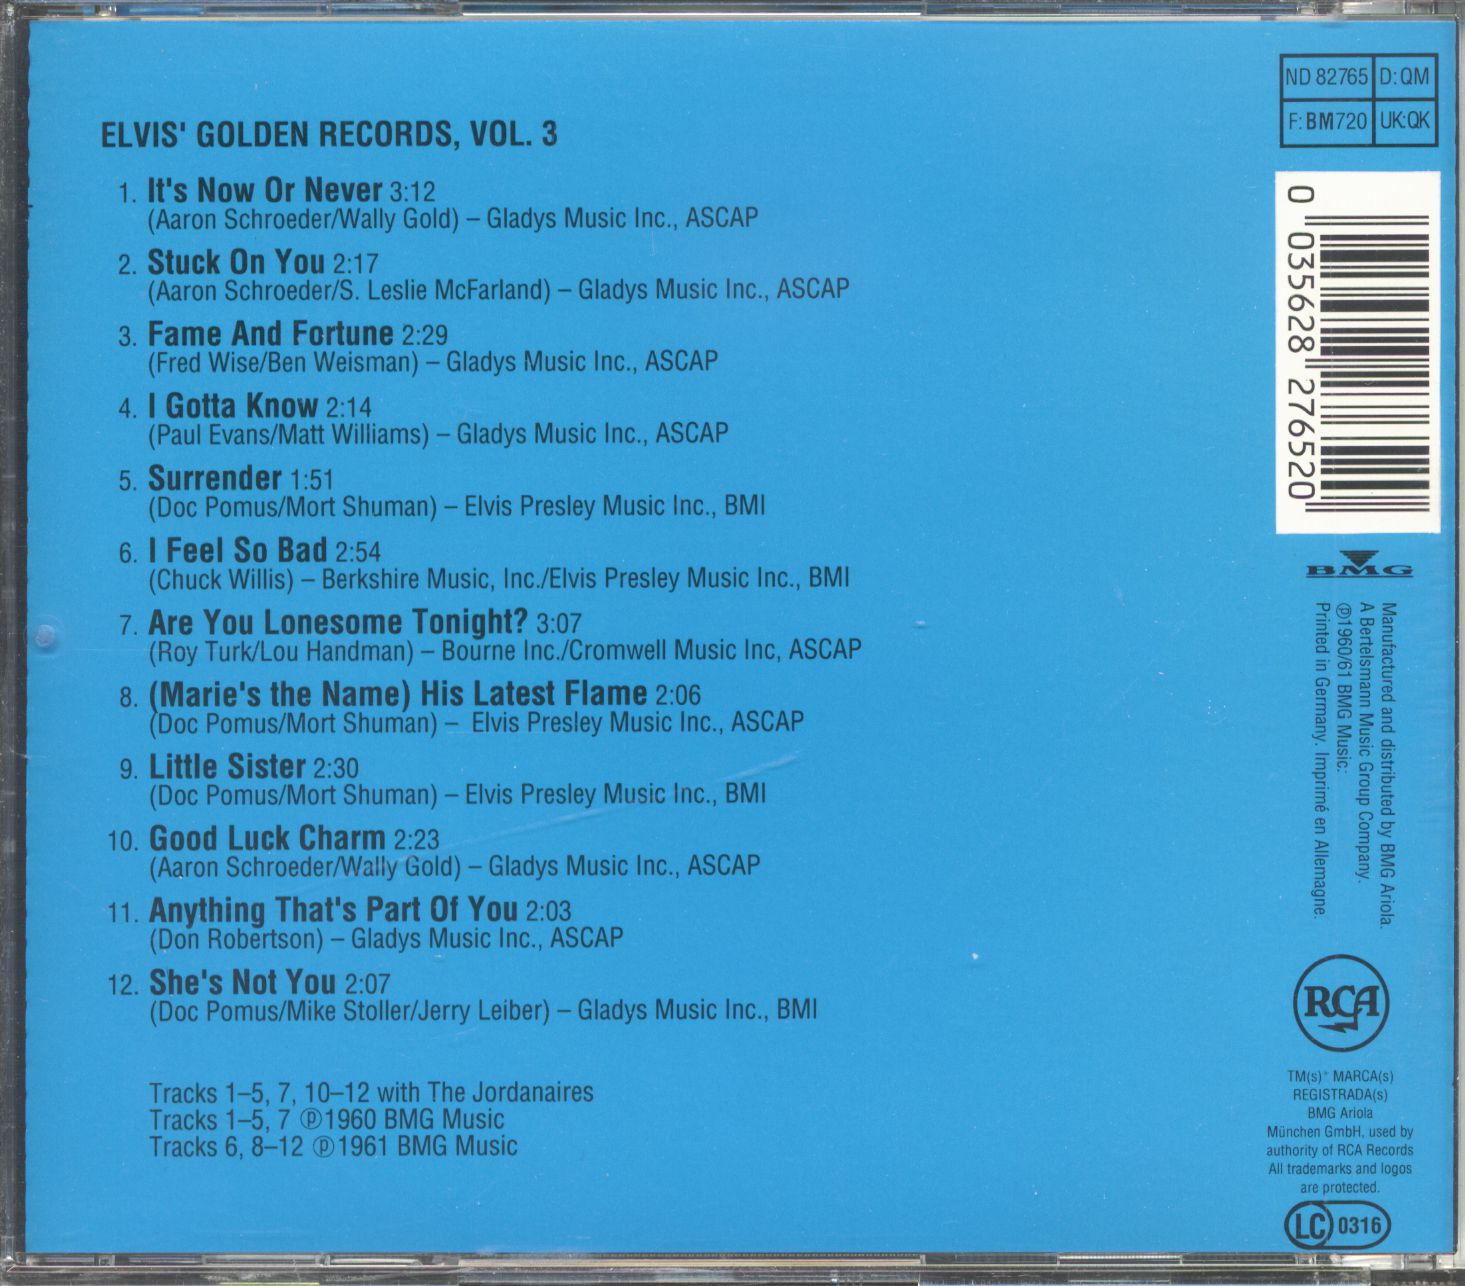 ELVIS' GOLDEN RECORDS, VOL. 3
1. It's Now Or Never 3:12
(Aaron Schroeder/Wally Gold) – Gladys Music Inc., ASCAP
2. Stuck On You 2:17
(Aaron Schroeder/S. Leslie McFarland) – Gladys Music Inc., ASCAP
3. Fame And Fortune 2:29
(Fred Wise/Ben Weisman) – Gladys Music Inc., ASCAP
4. I Gotta Know 2:14
(Paul Evans/Matt Williams) – Gladys Music Inc., ASCAP
5. Surrender 1:51
(Doc Pomus/Mort Shuman) – Elvis Presley Music Inc., BMI
6. I Feel So Bad 2:54
(Chuck Willis) – Berkshire Music, Inc./Elvis Presley Music Inc., BMI
7. Are You Lonesome Tonight? 3:07
(Roy Turk/Lou Handman) – Bourne Inc./Cromwell Music Inc, ASCAP
8. (Marie's the Name) His Latest Flame 2:06
(Doc Pomus/Mort Shuman) – Elvis Presley Music Inc., ASCAP
9. Little Sister 2:30
(Doc Pomus/Mort Shuman) – Elvis Presley Music Inc., BMI
10. Good Luck Charm 2:23
(Aaron Schroeder/Wally Gold) – Gladys Music Inc., ASCAP
11. Anything That's Part Of You 2:03
(Don Robertson) – Gladys Music Inc., ASCAP
12. She's Not You 2:07
(Doc Pomus/Mike Stoller/Jerry Leiber) – Gladys Music Inc., BMI
Tracks 1–5, 7, 10–12 with The Jordanaires
Tracks 1–5, 7 ℗1960 BMG Music
Tracks 6, 8–12 ℗1961 BMG Music
ND 82765 D:QM
F:BM720 UK:QK
0 035628 276520
BMG
Manufactured and distributed by BMG Ariola.
A Bertelsmann Music Group Company.
℗1960/61 BMG Music:
Printed in Germany. Imprimé en Allemagne.
RCA
TM(s)* MARCA(s)
REGISTRADA(s)
BMG Ariola
München GmbH, used by
authority of RCA Records
All trademarks and logos
are protected.
LC 0316